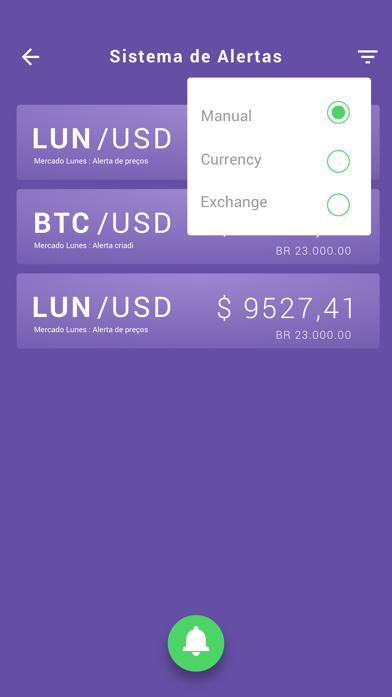 Sistema de Alertas
Manual
Currency
Exchange
LUN/USD
Mercado Lunes : Alerta de preços
BTC/USD
Mercado Lunes : Alerta criadi
BR 23.000.00
LUN/USD
Mercado Lunes : Alerta de preços
$ 9527,41
BR 23.000.00